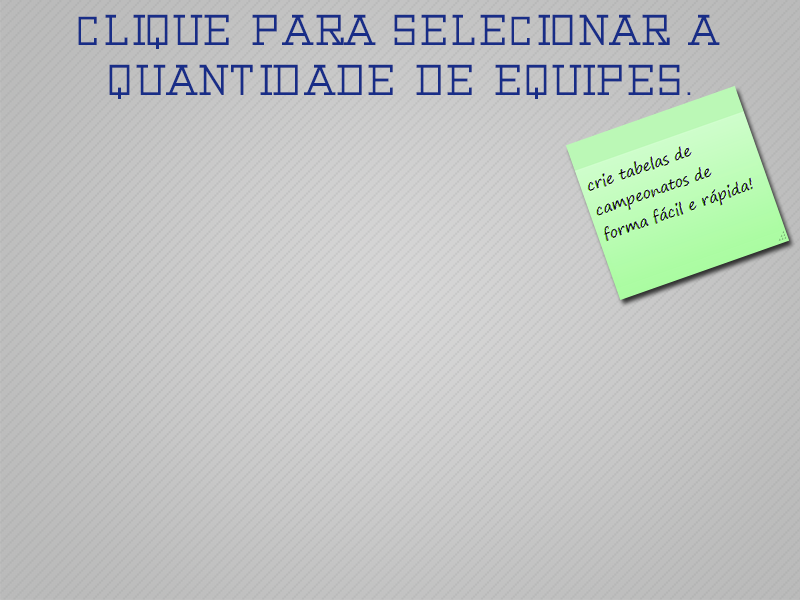 CLIQUE PARA SELECIONAR A
QUANTIDADE DE EQUIPES.
crie tabelas de
campeonatos de
forma fácil e rápida!